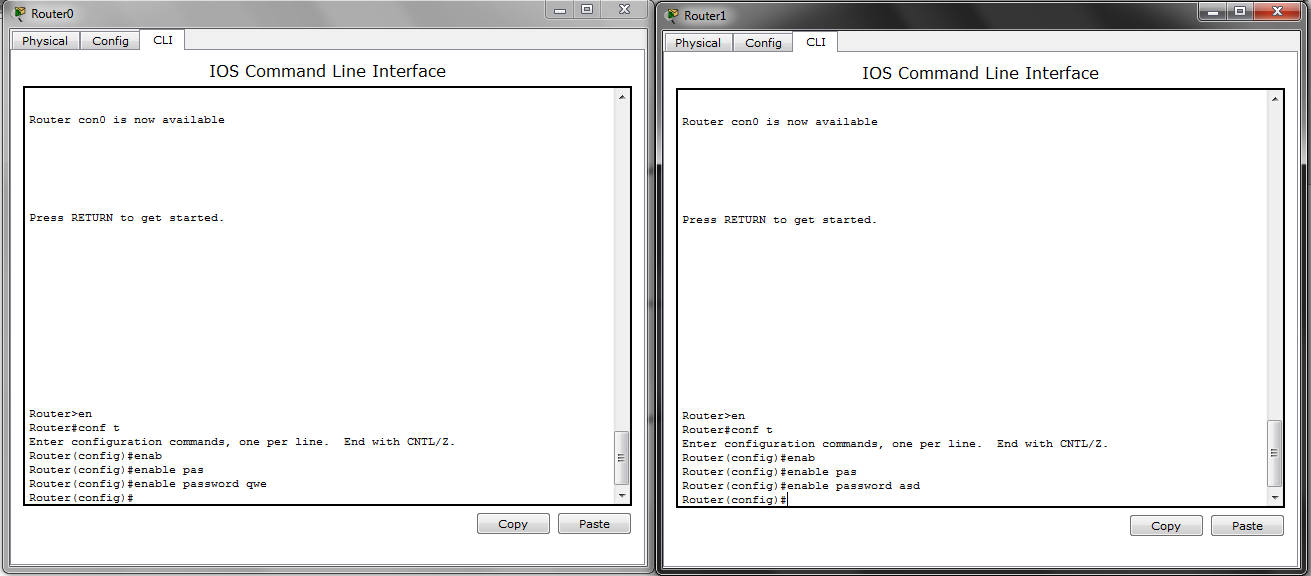 Router0
Physical Config CLI
IOS Command Line Interface
Router con0 is now available
Press RETURN to get started.
Router>en
Router#conf t
Enter configuration commands, one per line.  End with CNTL/Z.
Router(config)#enab
Router(config)#enable pas
Router(config)#enable password qwe
Router(config)#
Copy Paste
Router1
Physical Config CLI
IOS Command Line Interface
Router con0 is now available
Press RETURN to get started.
Router>en
Router#conf t
Enter configuration commands, one per line.  End with CNTL/Z.
Router(config)#enab
Router(config)#enable pas
Router(config)#enable password asd
Router(config)#
Copy Paste